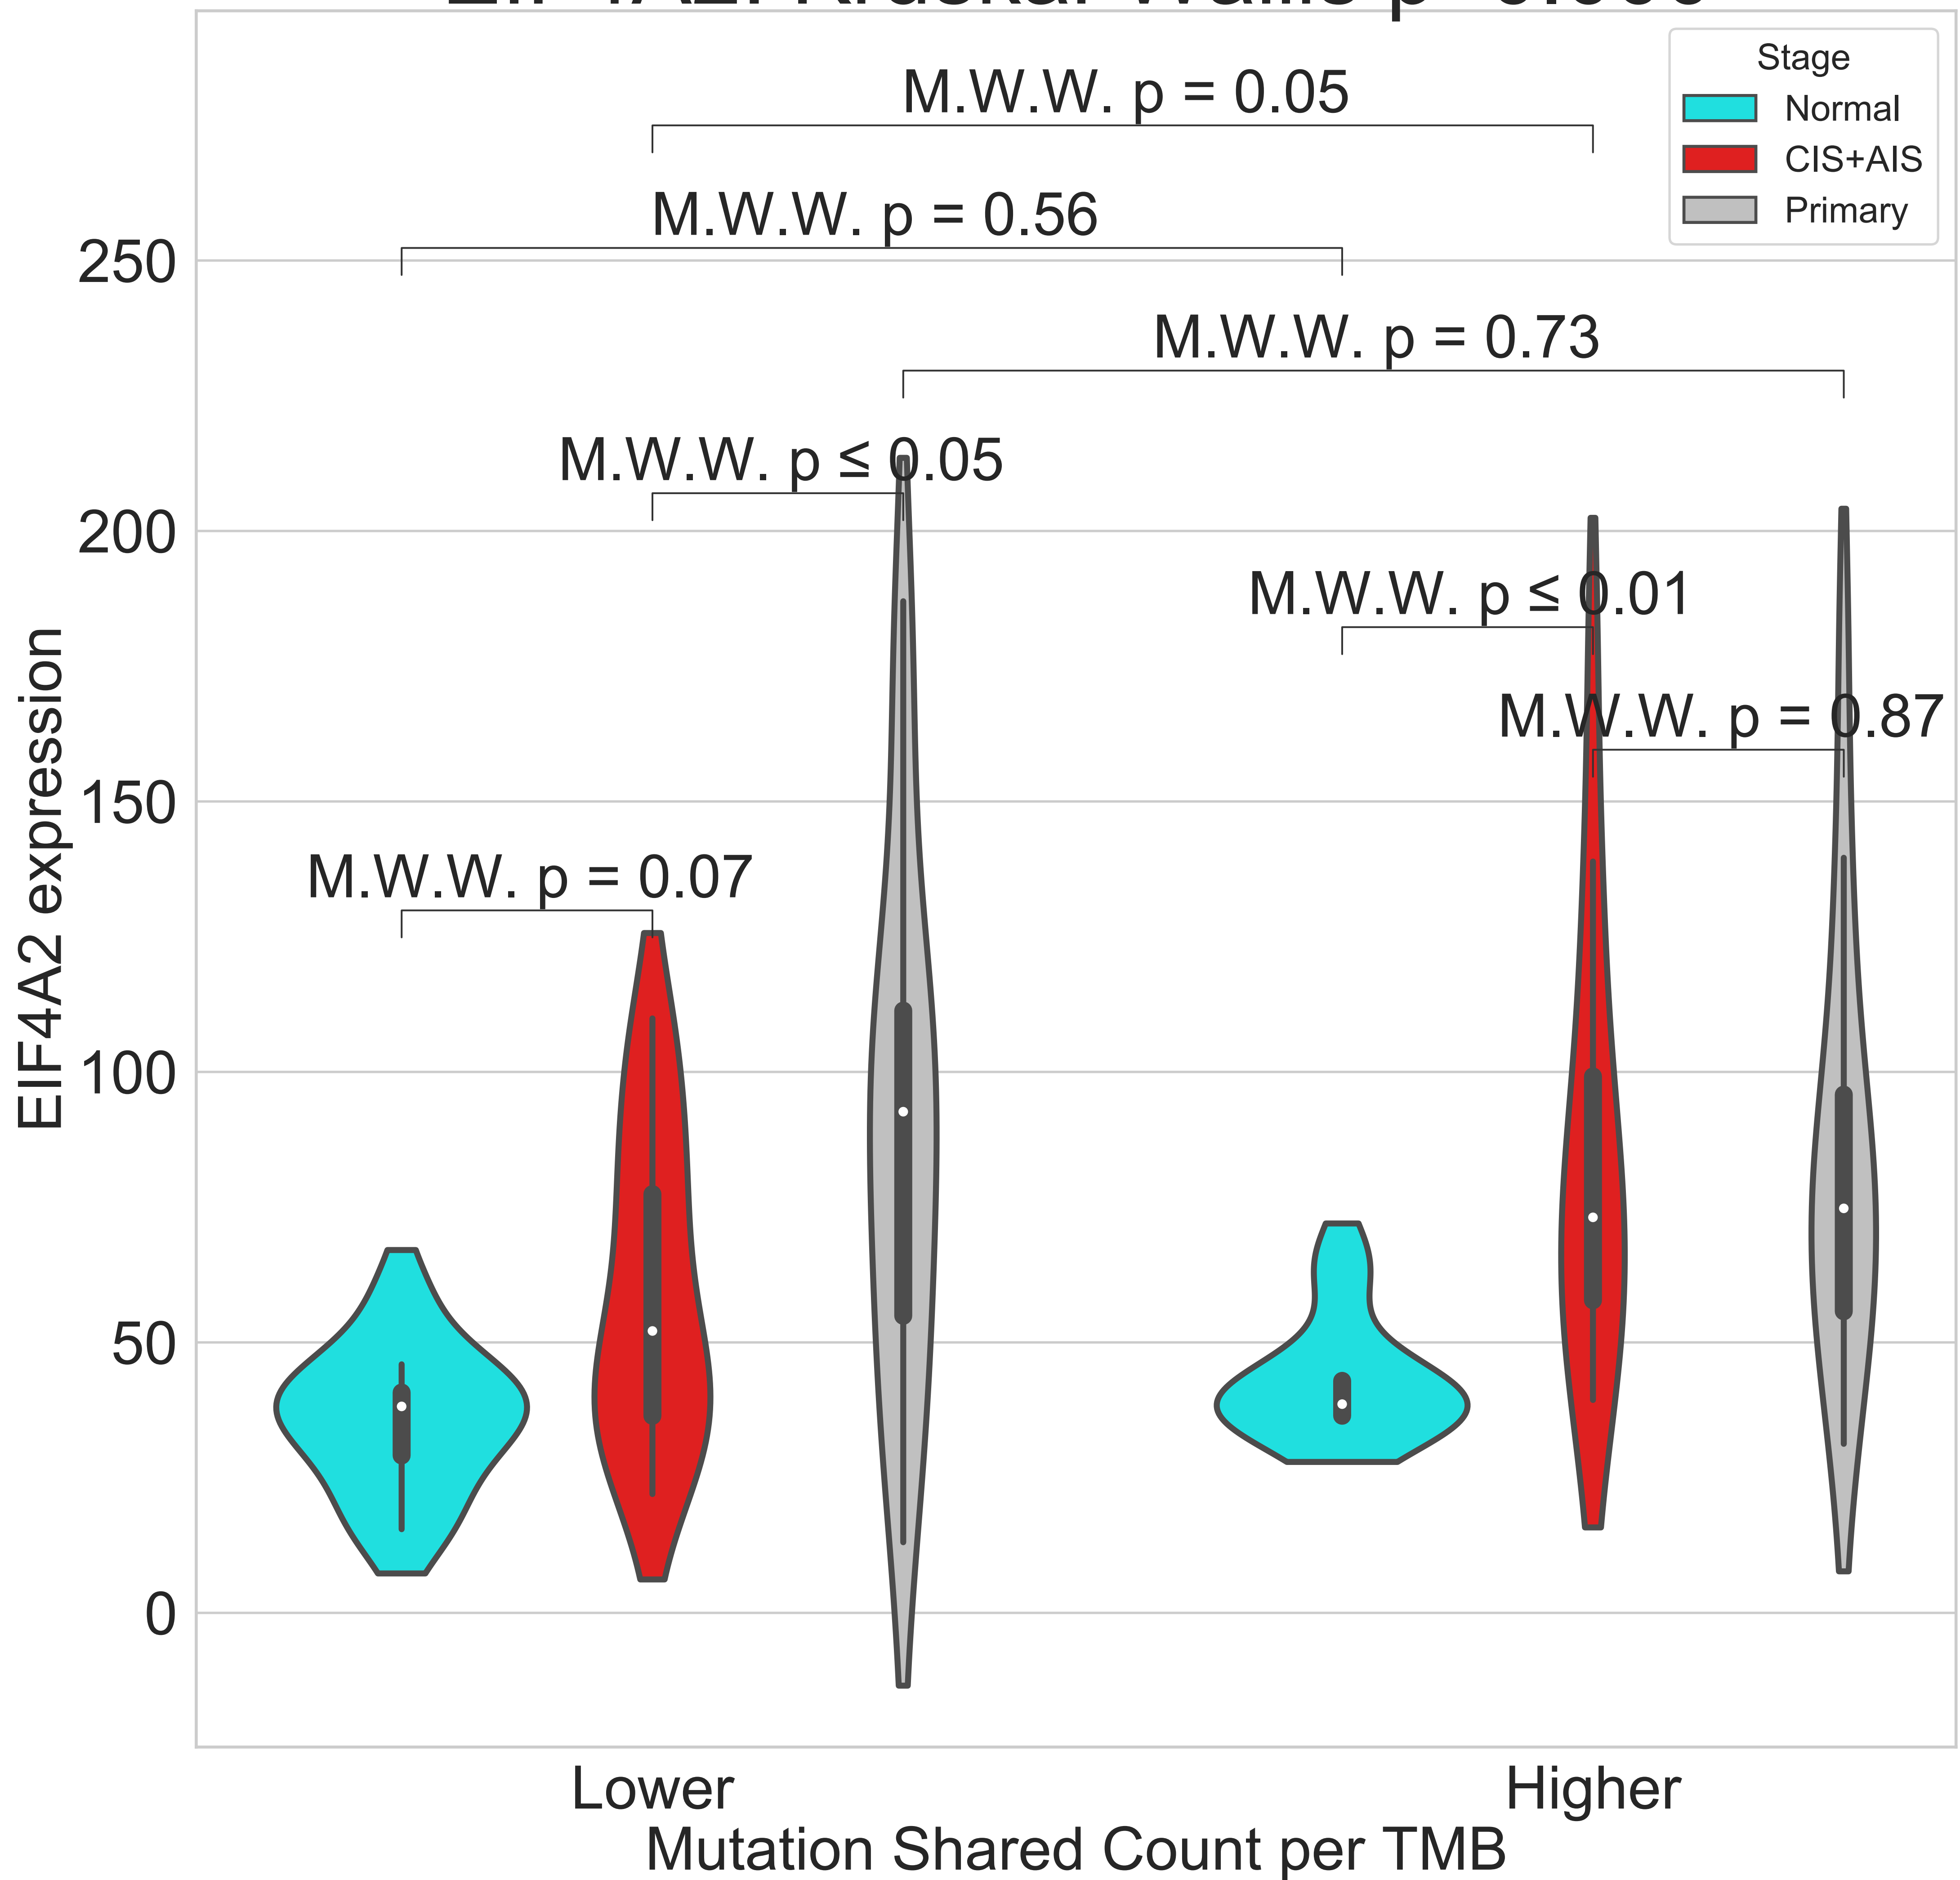 Stage
Normal
CIS+AIS
Primary
M.W.W. p = 0.05
M.W.W. p = 0.56
M.W.W. p = 0.73
M.W.W. p ≤ 0.05
M.W.W. p ≤ 0.01
M.W.W. p = 0.87
M.W.W. p = 0.07
250
200
150
100
50
0
EIF4A2 expression
Lower
Higher
Mutation Shared Count per TMB